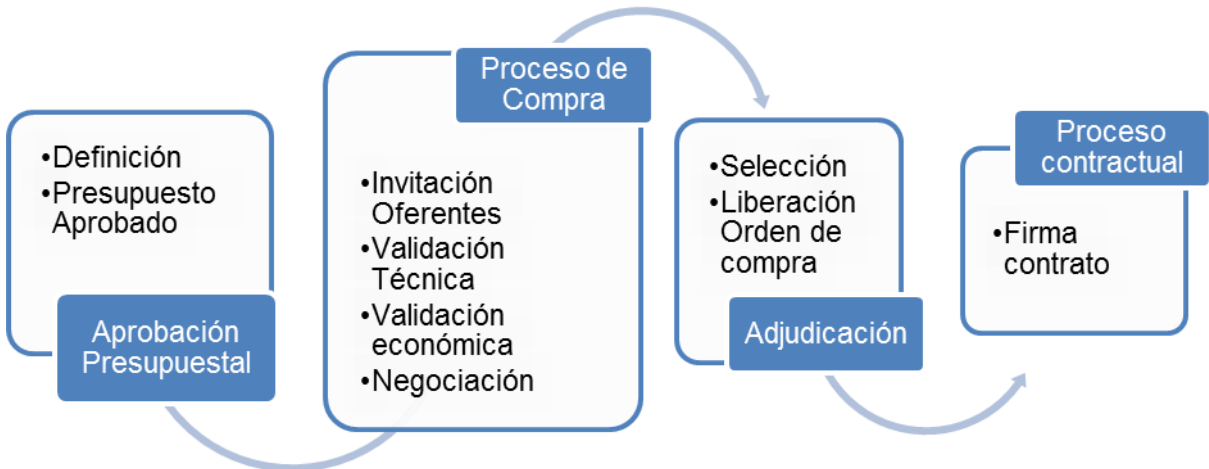 •Definición
•Presupuesto
Aprobado
Aprobación
Presupuestal
Proceso de
Compra
•Invitación
Oferentes
•Validación
Técnica
•Validación
económica
•Negociación
•Selección
•Liberación
Orden de
compra
Adjudicación
Proceso
contractual
•Firma
contrato